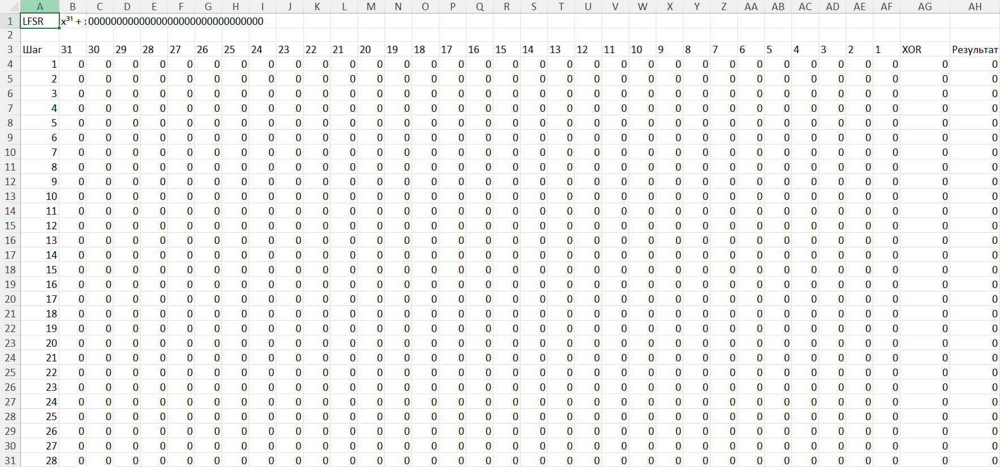 A B C D E F G H I J K L M N O P Q R S T U V W X Y Z AA AB AC AD AE AF AG AH
1 LFSR x³¹ + 0000000000000000000000000000000
2
3 Шаг 31 30 29 28 27 26 25 24 23 22 21 20 19 18 17 16 15 14 13 12 11 10 9 8 7 6 5 4 3 2 1 XOR Результат
4 1 0 0 0 0 0 0 0 0 0 0 0 0 0 0 0 0 0 0 0 0 0 0 0 0 0 0 0 0 0 0 0 0 0
5 2 0 0 0 0 0 0 0 0 0 0 0 0 0 0 0 0 0 0 0 0 0 0 0 0 0 0 0 0 0 0 0 0 0
6 3 0 0 0 0 0 0 0 0 0 0 0 0 0 0 0 0 0 0 0 0 0 0 0 0 0 0 0 0 0 0 0 0 0
7 4 0 0 0 0 0 0 0 0 0 0 0 0 0 0 0 0 0 0 0 0 0 0 0 0 0 0 0 0 0 0 0 0 0
8 5 0 0 0 0 0 0 0 0 0 0 0 0 0 0 0 0 0 0 0 0 0 0 0 0 0 0 0 0 0 0 0 0 0
9 6 0 0 0 0 0 0 0 0 0 0 0 0 0 0 0 0 0 0 0 0 0 0 0 0 0 0 0 0 0 0 0 0 0
10 7 0 0 0 0 0 0 0 0 0 0 0 0 0 0 0 0 0 0 0 0 0 0 0 0 0 0 0 0 0 0 0 0 0
11 8 0 0 0 0 0 0 0 0 0 0 0 0 0 0 0 0 0 0 0 0 0 0 0 0 0 0 0 0 0 0 0 0 0
12 9 0 0 0 0 0 0 0 0 0 0 0 0 0 0 0 0 0 0 0 0 0 0 0 0 0 0 0 0 0 0 0 0 0
13 10 0 0 0 0 0 0 0 0 0 0 0 0 0 0 0 0 0 0 0 0 0 0 0 0 0 0 0 0 0 0 0 0 0
14 11 0 0 0 0 0 0 0 0 0 0 0 0 0 0 0 0 0 0 0 0 0 0 0 0 0 0 0 0 0 0 0 0 0
15 12 0 0 0 0 0 0 0 0 0 0 0 0 0 0 0 0 0 0 0 0 0 0 0 0 0 0 0 0 0 0 0 0 0
16 13 0 0 0 0 0 0 0 0 0 0 0 0 0 0 0 0 0 0 0 0 0 0 0 0 0 0 0 0 0 0 0 0 0
17 14 0 0 0 0 0 0 0 0 0 0 0 0 0 0 0 0 0 0 0 0 0 0 0 0 0 0 0 0 0 0 0 0 0
18 15 0 0 0 0 0 0 0 0 0 0 0 0 0 0 0 0 0 0 0 0 0 0 0 0 0 0 0 0 0 0 0 0 0
19 16 0 0 0 0 0 0 0 0 0 0 0 0 0 0 0 0 0 0 0 0 0 0 0 0 0 0 0 0 0 0 0 0 0
20 17 0 0 0 0 0 0 0 0 0 0 0 0 0 0 0 0 0 0 0 0 0 0 0 0 0 0 0 0 0 0 0 0 0
21 18 0 0 0 0 0 0 0 0 0 0 0 0 0 0 0 0 0 0 0 0 0 0 0 0 0 0 0 0 0 0 0 0 0
22 19 0 0 0 0 0 0 0 0 0 0 0 0 0 0 0 0 0 0 0 0 0 0 0 0 0 0 0 0 0 0 0 0 0
23 20 0 0 0 0 0 0 0 0 0 0 0 0 0 0 0 0 0 0 0 0 0 0 0 0 0 0 0 0 0 0 0 0 0
24 21 0 0 0 0 0 0 0 0 0 0 0 0 0 0 0 0 0 0 0 0 0 0 0 0 0 0 0 0 0 0 0 0 0
25 22 0 0 0 0 0 0 0 0 0 0 0 0 0 0 0 0 0 0 0 0 0 0 0 0 0 0 0 0 0 0 0 0 0
26 23 0 0 0 0 0 0 0 0 0 0 0 0 0 0 0 0 0 0 0 0 0 0 0 0 0 0 0 0 0 0 0 0 0
27 24 0 0 0 0 0 0 0 0 0 0 0 0 0 0 0 0 0 0 0 0 0 0 0 0 0 0 0 0 0 0 0 0 0
28 25 0 0 0 0 0 0 0 0 0 0 0 0 0 0 0 0 0 0 0 0 0 0 0 0 0 0 0 0 0 0 0 0 0
29 26 0 0 0 0 0 0 0 0 0 0 0 0 0 0 0 0 0 0 0 0 0 0 0 0 0 0 0 0 0 0 0 0 0
30 27 0 0 0 0 0 0 0 0 0 0 0 0 0 0 0 0 0 0 0 0 0 0 0 0 0 0 0 0 0 0 0 0 0
31 28 0 0 0 0 0 0 0 0 0 0 0 0 0 0 0 0 0 0 0 0 0 0 0 0 0 0 0 0 0 0 0 0 0